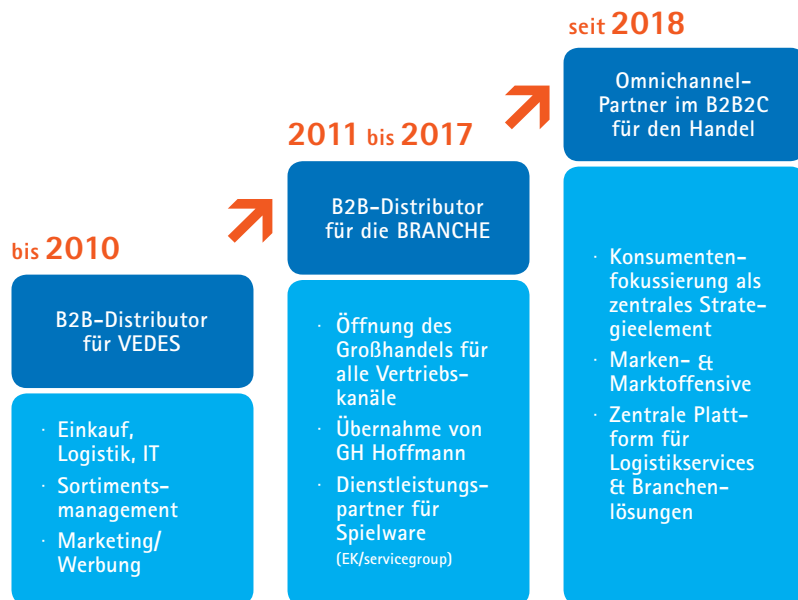 bis 2010
B2B-Distributor
für VEDES
· Einkauf,
Logistik, IT
· Sortiments-
management
· Marketing/
Werbung
2011 bis 2017
B2B-Distributor
für die BRANCHE
· Öffnung des
Großhandels für
alle Vertriebs-
kanäle
· Übernahme von
GH Hoffmann
· Dienstleistungs-
partner für
Spielware
(EK/servicegroup)
seit 2018
Omnichannel-
Partner im B2B2C
für den Handel
· Konsumenten-
fokussierung als
zentrales Strate-
gieelement
· Marken- &
Marktoffensive
· Zentrale Platt-
form für
Logistikservices
& Branchen-
lösungen